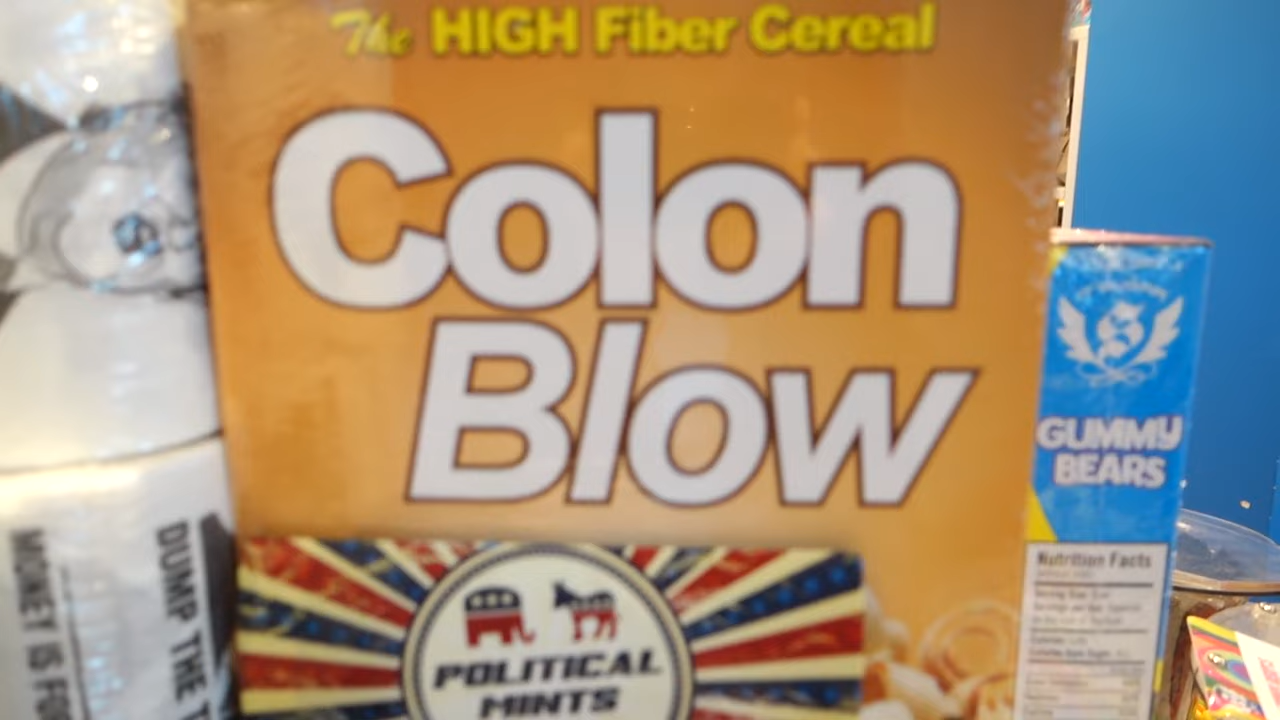 The HIGH Fiber Cereal
Colon
Blow
POLITICAL
MINTS
GUMMY
BEARS
Nutrition Facts
DUMP THE
MONEY IS